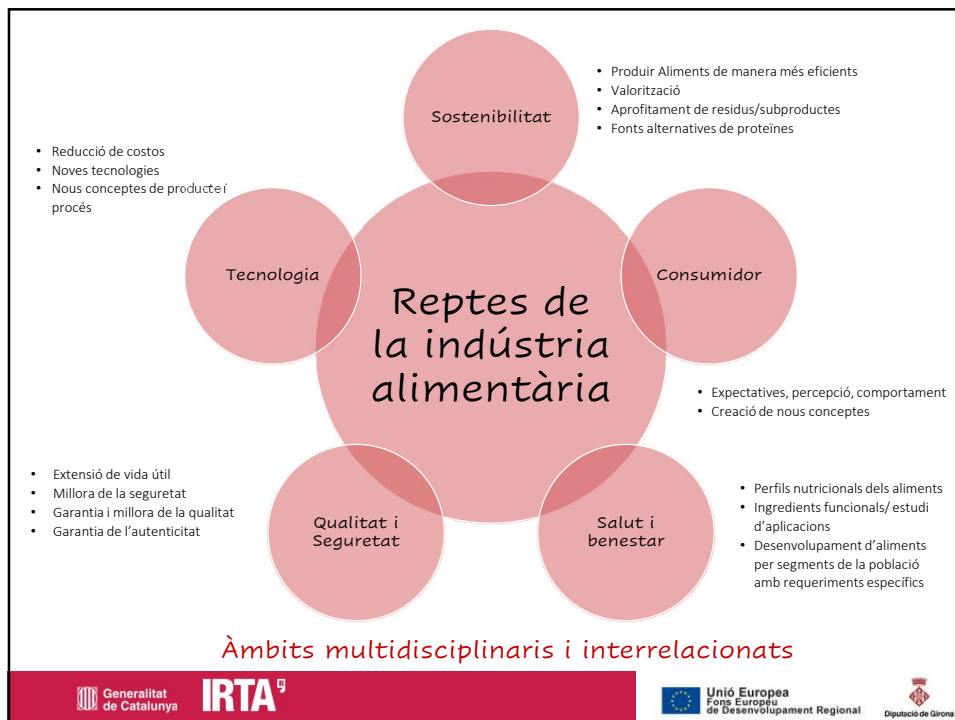 Sostenibilitat
• Produir Aliments de manera més eficients
• Valorització
• Aprofitament de residus/subproductes
• Fonts alternatives de proteïnes
• Reducció de costos
• Noves tecnologies
• Nous conceptes de producte i
procés
Tecnologia
Consumidor
Reptes de
la indústria
alimentària
• Expectatives, percepció, comportament
• Creació de nous conceptes
• Extensió de vida útil
• Millora de la seguretat
• Garantia i millora de la qualitat
• Garantia de l’autenticitat
Qualitat i
Seguretat
Salut i
benestar
• Perfils nutricionals dels aliments
• Ingredients funcionals/ estudi
d’aplicacions
• Desenvolupament d’aliments
per segments de la població
amb requeriments específics
Àmbits multidisciplinaris i interrelacionats
Generalitat
de Catalunya
IRTA
Unió Europea
Fons Europeu
de Desenvolupament Regional
Diputació de Girona